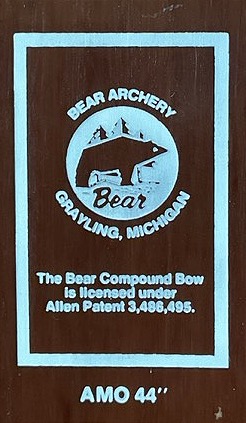 BEAR ARCHERY
Bear
GRAYLING, MICHIGAN
The Bear Compound Bow
is licensed under
Allen Patent 3,486,495.
AMO 44"